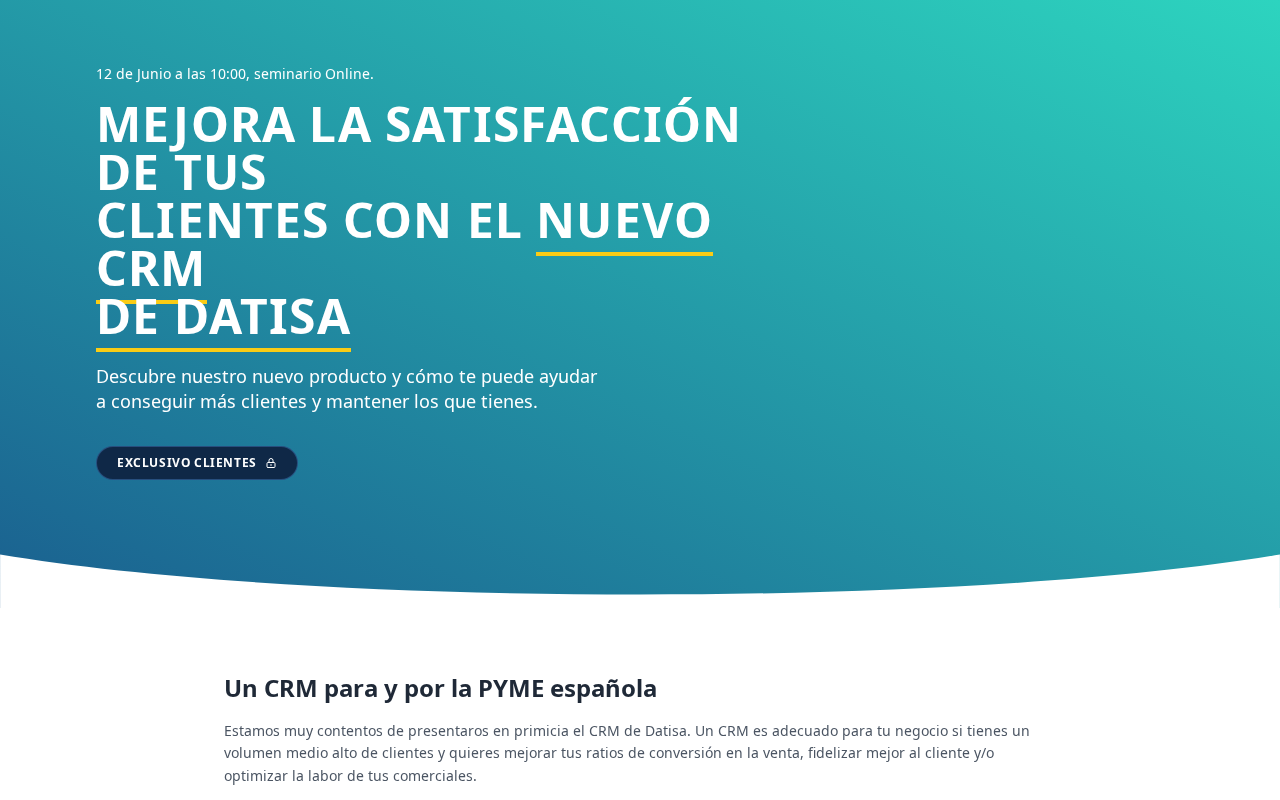 12 de Junio a las 10:00, seminario Online.
MEJORA LA SATISFACCIÓN
DE TUS
CLIENTES CON EL NUEVO
CRM
DE DATISA
Descubre nuestro nuevo producto y cómo te puede ayudar
a conseguir más clientes y mantener los que tienes.
EXCLUSIVO CLIENTES
Un CRM para y por la PYME española
Estamos muy contentos de presentaros en primicia el CRM de Datisa. Un CRM es adecuado para tu negocio si tienes un
volumen medio alto de clientes y quieres mejorar tus ratios de conversión en la venta, fidelizar mejor al cliente y/o
optimizar la labor de tus comerciales.